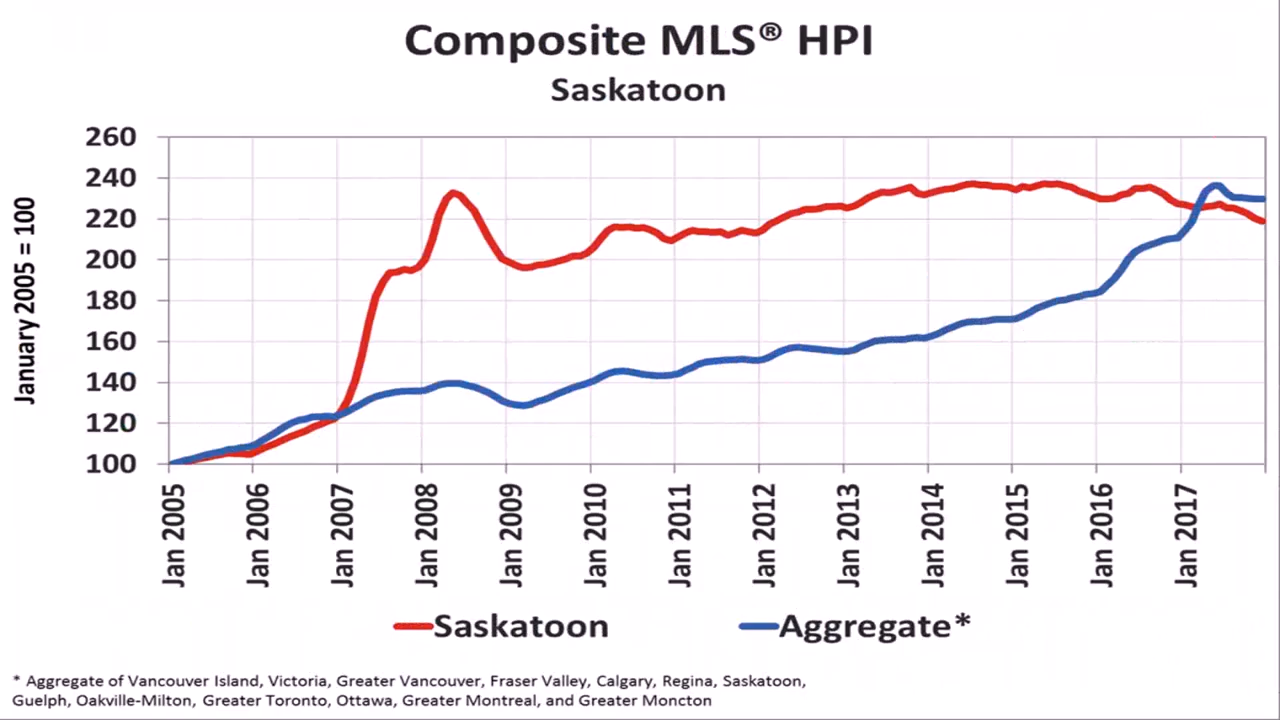 Composite MLS® HPI
Saskatoon
January 2005 = 100
260
240
220
200
180
160
140
120
100
Jan 2005
Jan 2006
Jan 2007
Jan 2008
Jan 2009
Jan 2010
Jan 2011
Jan 2012
Jan 2013
Jan 2014
Jan 2015
Jan 2016
Jan 2017
Saskatoon
Aggregate*
* Aggregate of Vancouver Island, Victoria, Greater Vancouver, Fraser Valley, Calgary, Regina, Saskatoon,
Guelph, Oakville-Milton, Greater Toronto, Ottawa, Greater Montreal, and Greater Moncton